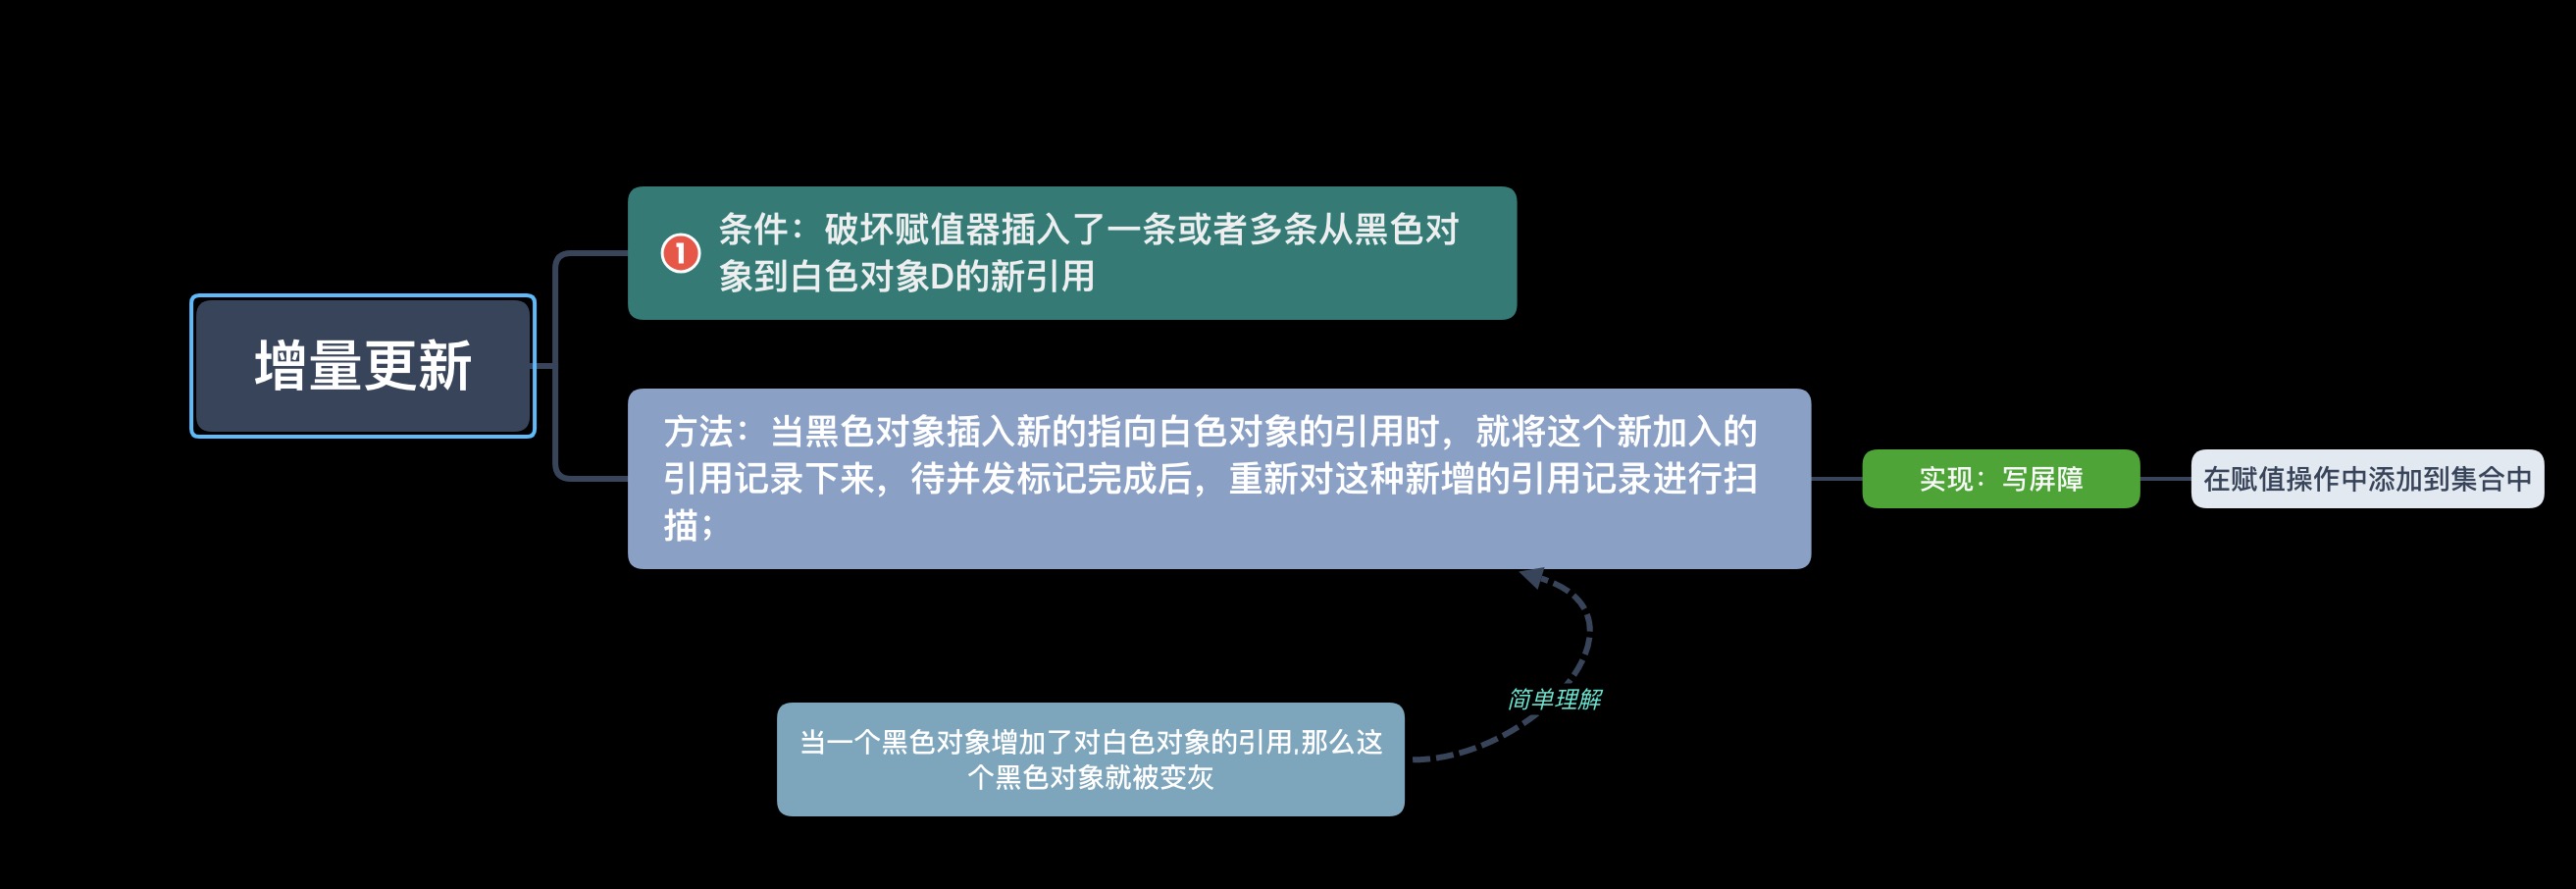 增量更新
1
条件：破坏赋值器插入了一条或者多条从黑色对
象到白色对象D的新引用
方法：当黑色对象插入新的指向白色对象的引用时，就将这个新加入的
引用记录下来，待并发标记完成后，重新对这种新增的引用记录进行扫
描；
实现：写屏障
在赋值操作中添加到集合中
简单理解
当一个黑色对象增加了对白色对象的引用,那么这
个黑色对象就被变灰